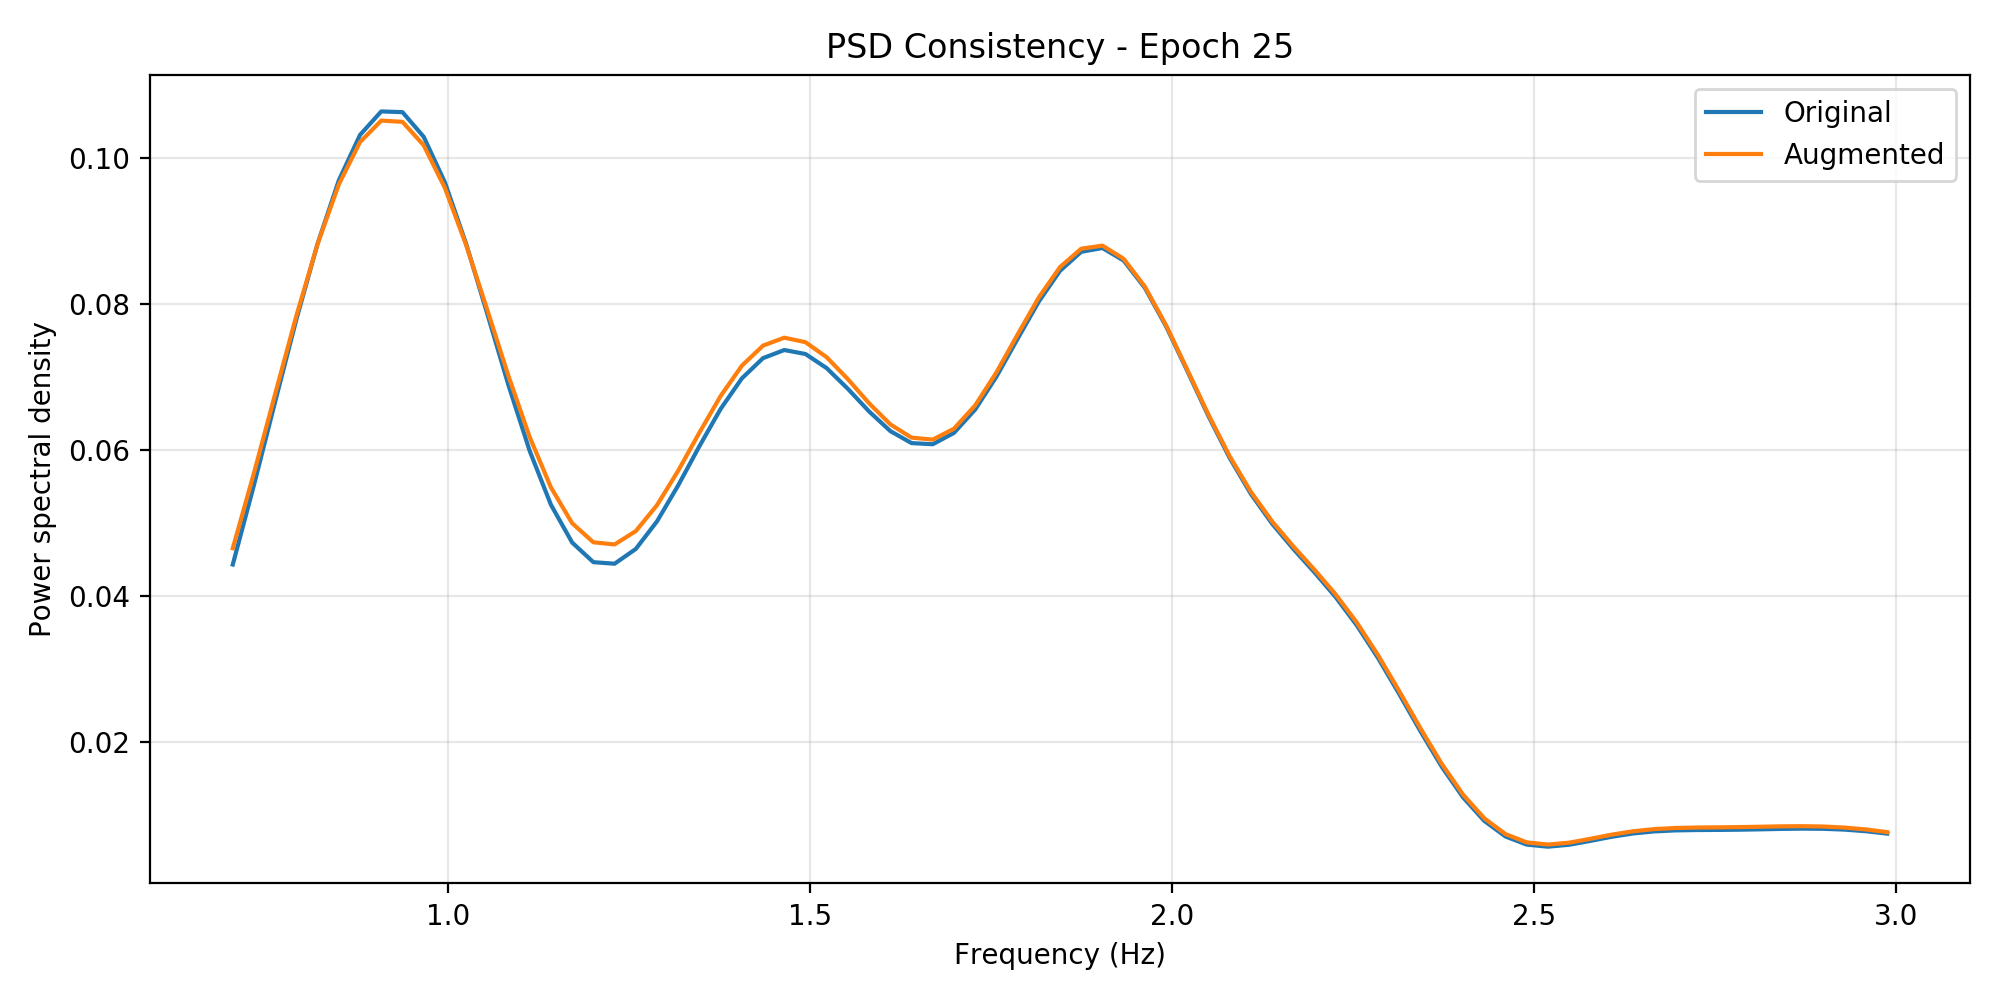 PSD Consistency - Epoch 25
Original
Augmented
Power spectral density
0.10
0.08
0.06
0.04
0.02
1.0 1.5 2.0 2.5 3.0
Frequency (Hz)